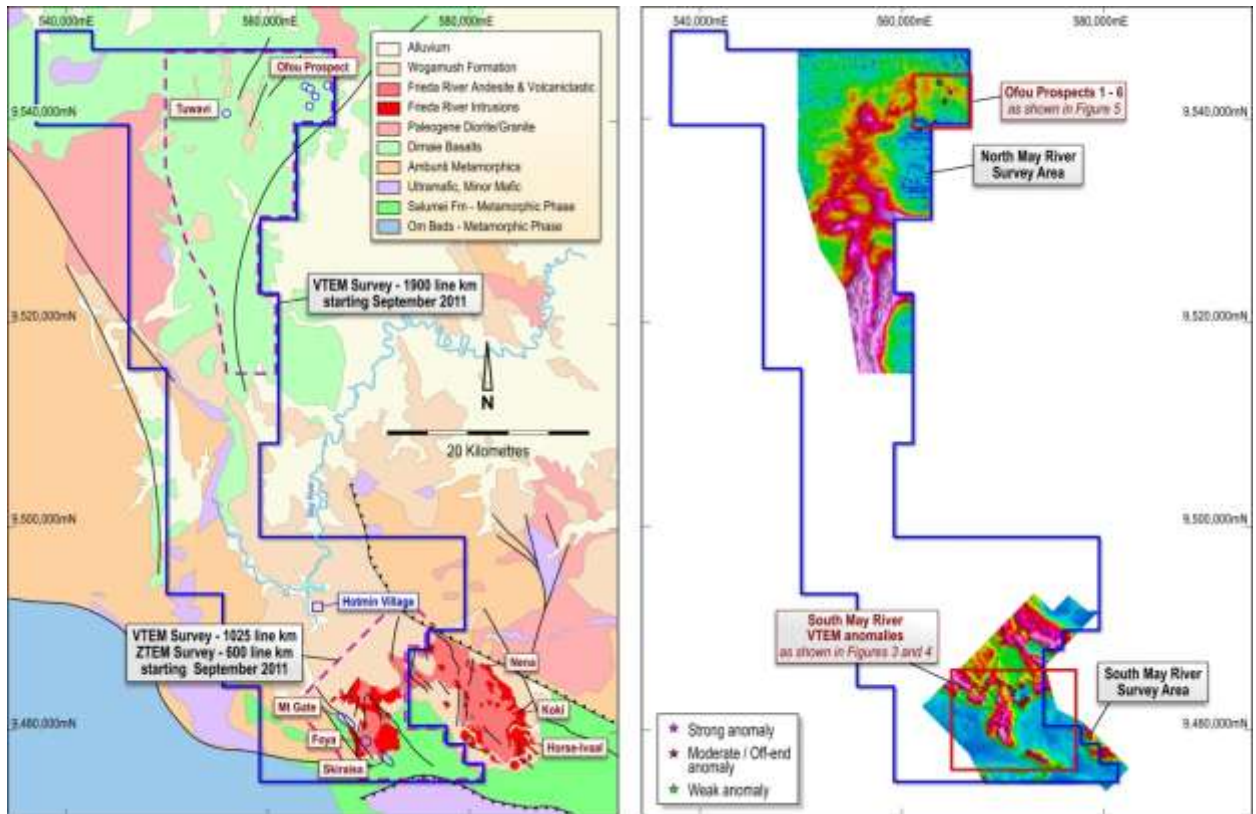 540,000mE
560,000mE
580,000mE
Alluvium
Wogamush Formation
Frieda River Andesite & Volcaniclastic
Frieda River Intrusions
Paleogene Diorite/Granite
Dimaie Basalts
Ambunti Metamorphics
Ultramafic, Minor Mafic
Salumei Fm - Metamorphic Phase
Om Beds - Metamorphic Phase
Ofou Prospect
Tuwavi
9,540,000mN
VTEM Survey - 1900 line km
starting September 2011
9,520,000mN
N
20 Kilometres
9,500,000mN
May River
Hotmin Village
VTEM Survey - 1025 line km
ZTEM Survey - 600 line km
starting September 2011
Nena
Mt Gate
Koki
9,480,000mN
Foya
Horse-Ivaal
Skiraisa
540,000mE
560,000mE
580,000mE
Ofou Prospects 1 - 6
as shown in Figure 5
9,540,000mN
North May River
Survey Area
9,520,000mN
9,500,000mN
South May River
VTEM anomalies
as shown in Figures 3 and 4
South May River
Survey Area
9,480,000mN
Strong anomaly
Moderate / Off-end
anomaly
Weak anomaly